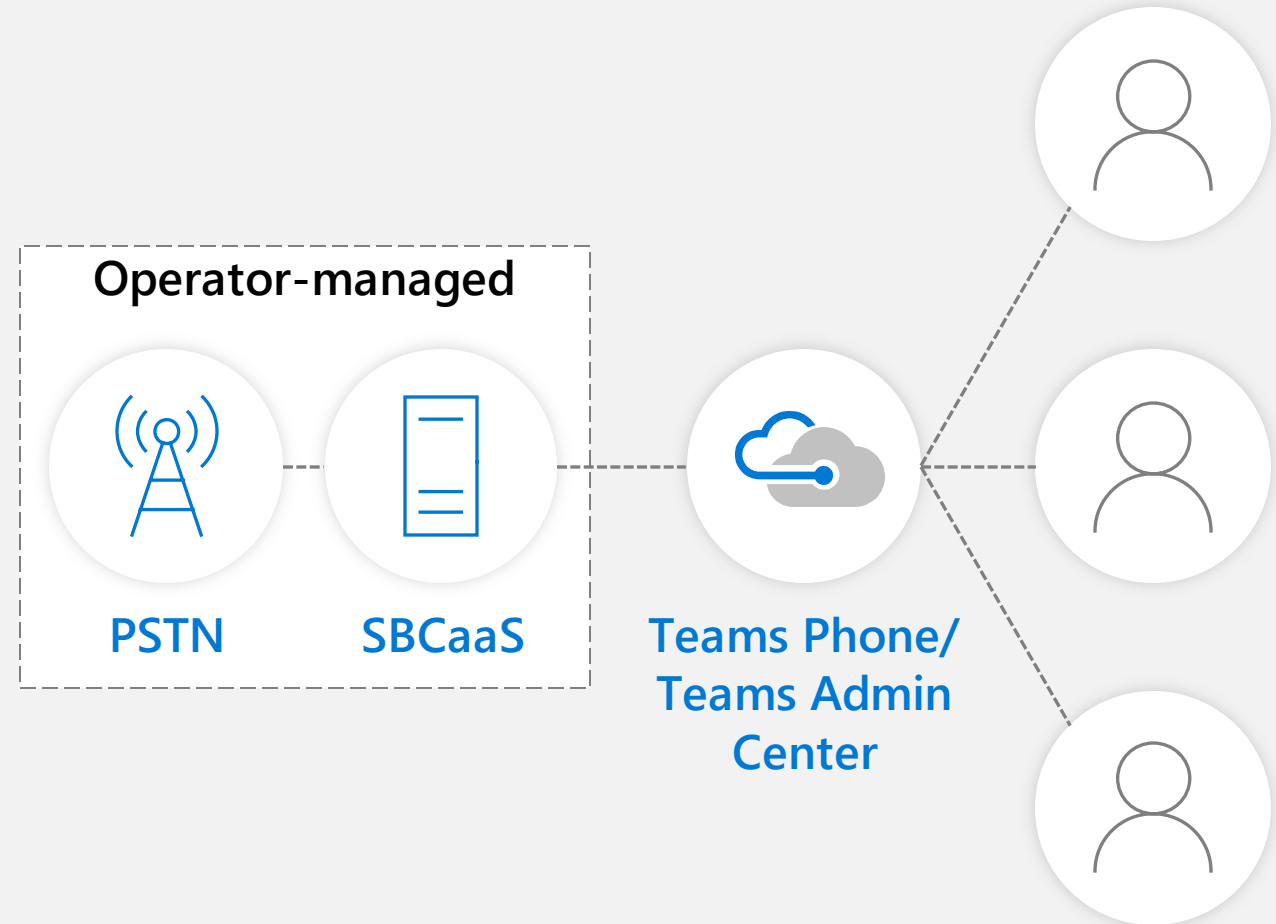 Operator-managed
PSTN
SBCaaS
Teams Phone/
Teams Admin
Center